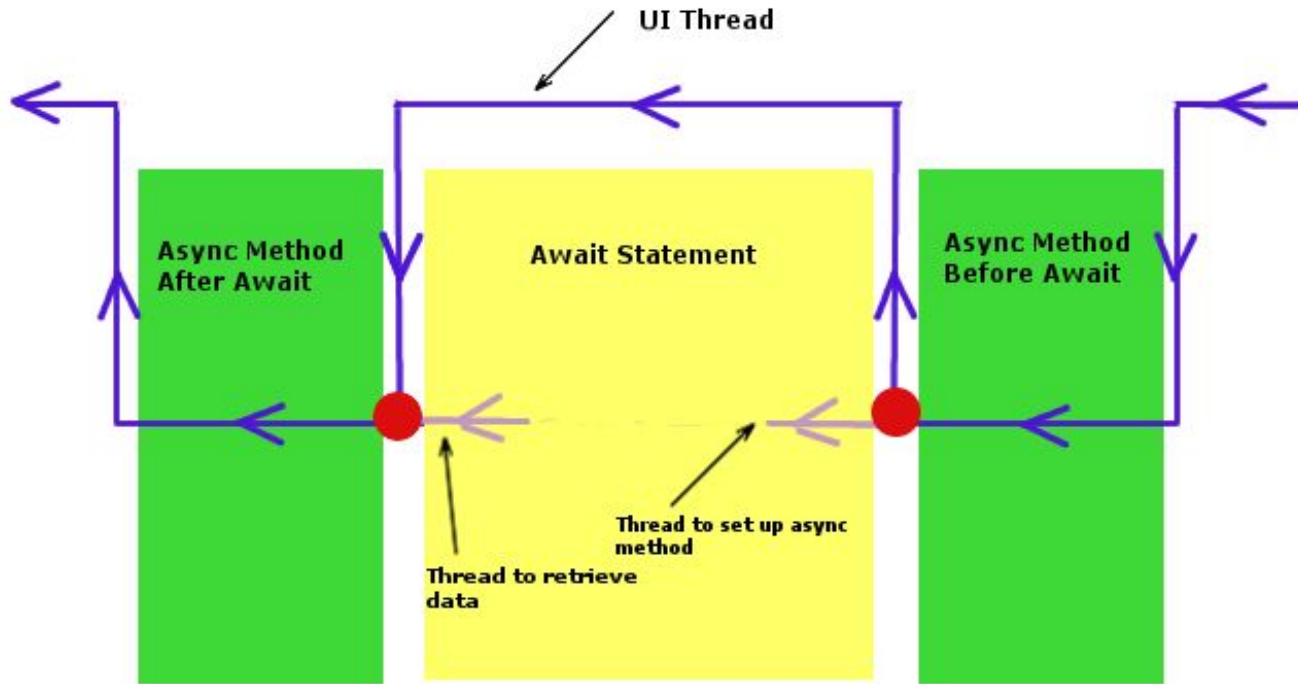 UI Thread
Async Method
After Await
Await Statement
Async Method
Before Await
Thread to set up async
method
Thread to retrieve
data